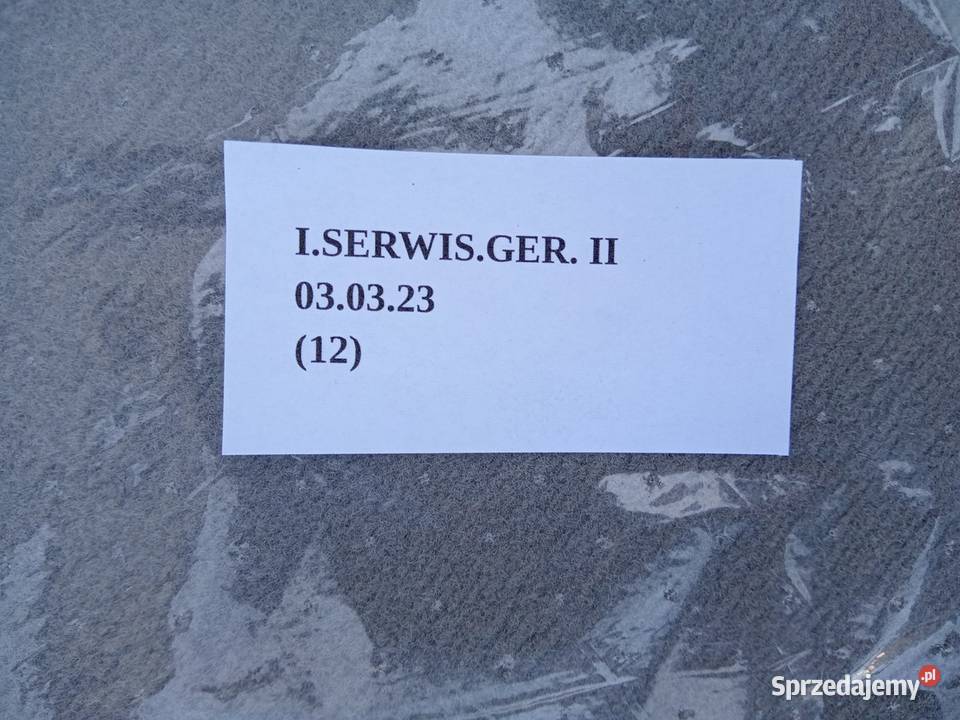 I.SERWIS.GER. II
03.03.23
(12)
Sprzedajemy.pl